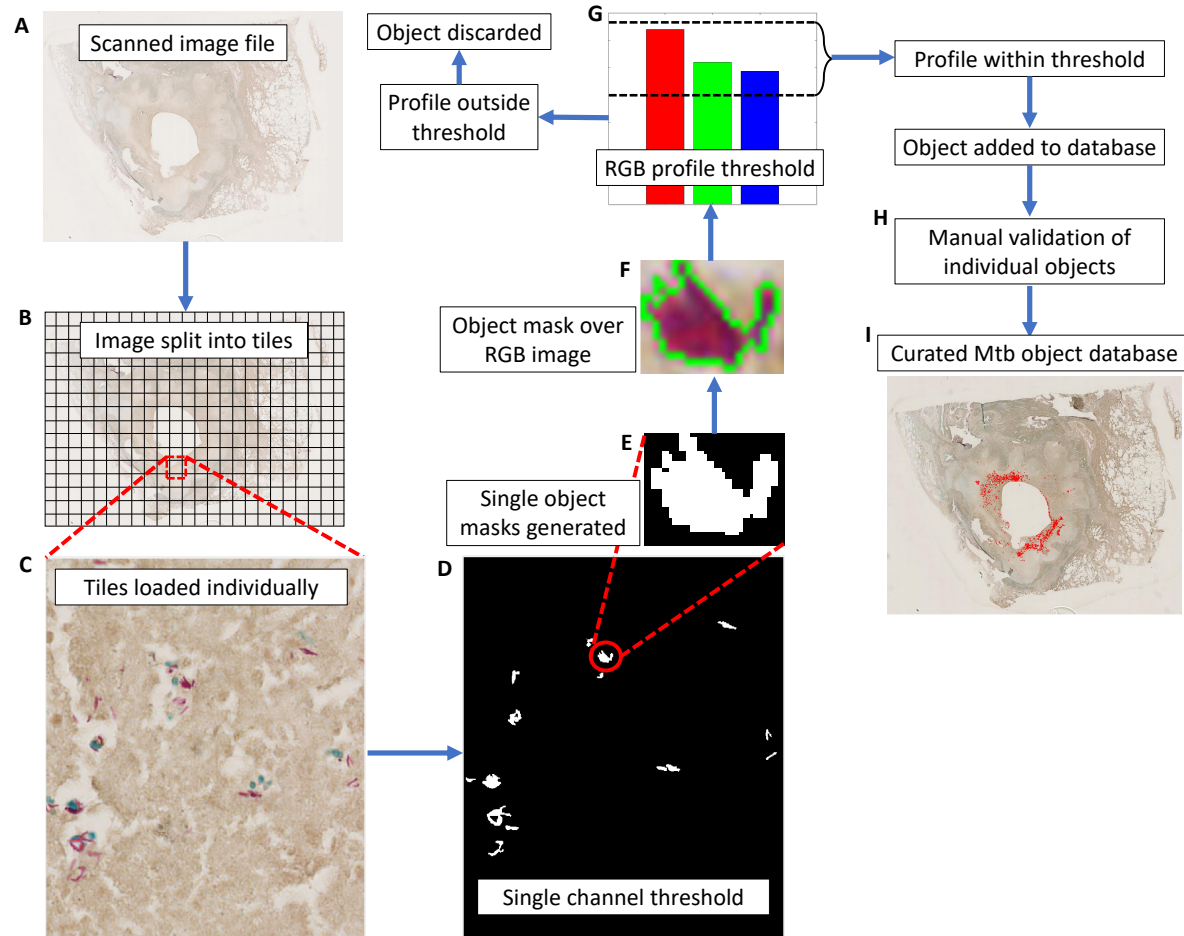 A
Scanned image file
B
Image split into tiles
C
Tiles loaded individually
D
Single channel threshold
E
Single object
masks generated
F
Object mask over
RGB image
G
RGB profile threshold
Profile outside
threshold
Object discarded
Profile within threshold
Object added to database
H
Manual validation of
individual objects
I
Curated Mtb object database